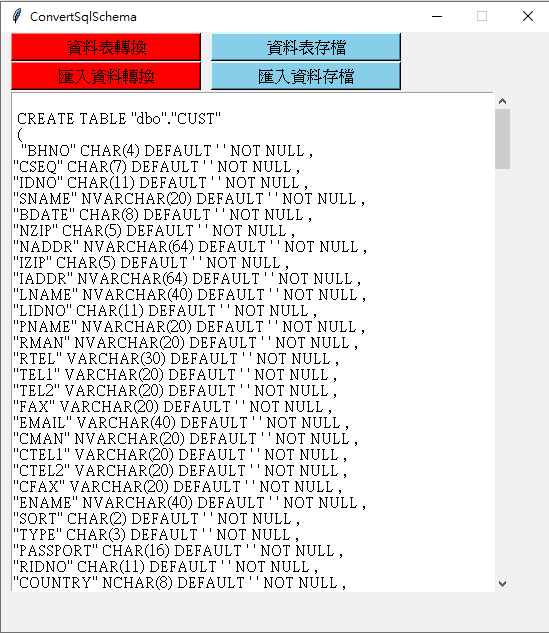 ConvertSqlSchema
資料表轉換 資料表存檔
匯入資料轉換 匯入資料存檔
CREATE TABLE "dbo"."CUST"
(
"BHNO" CHAR(4) DEFAULT ' ' NOT NULL ,
"CSEQ" CHAR(7) DEFAULT ' ' NOT NULL ,
"IDNO" CHAR(11) DEFAULT ' ' NOT NULL ,
"SNAME" NVARCHAR(20) DEFAULT ' ' NOT NULL ,
"BDATE" CHAR(8) DEFAULT ' ' NOT NULL ,
"NZIP" CHAR(5) DEFAULT ' ' NOT NULL ,
"NADDR" NVARCHAR(64) DEFAULT ' ' NOT NULL ,
"IZIP" CHAR(5) DEFAULT ' ' NOT NULL ,
"IADDR" NVARCHAR(64) DEFAULT ' ' NOT NULL ,
"LNAME" NVARCHAR(40) DEFAULT ' ' NOT NULL ,
"LIDNO" CHAR(11) DEFAULT ' ' NOT NULL ,
"PNAME" NVARCHAR(20) DEFAULT ' ' NOT NULL ,
"RMAN" NVARCHAR(20) DEFAULT ' ' NOT NULL ,
"RTEL" VARCHAR(30) DEFAULT ' ' NOT NULL ,
"TEL1" VARCHAR(20) DEFAULT ' ' NOT NULL ,
"TEL2" VARCHAR(20) DEFAULT ' ' NOT NULL ,
"FAX" VARCHAR(20) DEFAULT ' ' NOT NULL ,
"EMAIL" VARCHAR(40) DEFAULT ' ' NOT NULL ,
"CMAN" NVARCHAR(20) DEFAULT ' ' NOT NULL ,
"CTEL1" VARCHAR(20) DEFAULT ' ' NOT NULL ,
"CTEL2" VARCHAR(20) DEFAULT ' ' NOT NULL ,
"CFAX" VARCHAR(20) DEFAULT ' ' NOT NULL ,
"ENAME" NVARCHAR(40) DEFAULT ' ' NOT NULL ,
"SORT" CHAR(2) DEFAULT ' ' NOT NULL ,
"TYPE" CHAR(3) DEFAULT ' ' NOT NULL ,
"PASSPORT" CHAR(16) DEFAULT ' ' NOT NULL ,
"RIDNO" CHAR(11) DEFAULT ' ' NOT NULL ,
"COUNTRY" NCHAR(8) DEFAULT ' ' NOT NULL ,